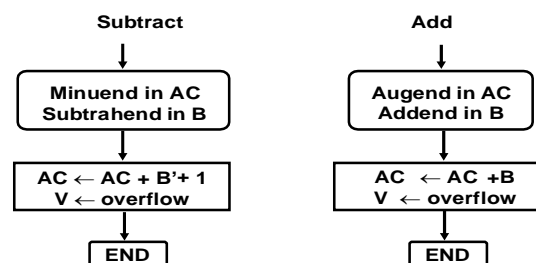 Subtract
Minuend in AC
Subtrahend in B
AC ← AC + B'+ 1
V ← overflow
END
Add
Augend in AC
Addend in B
AC ← AC +B
V ← overflow
END